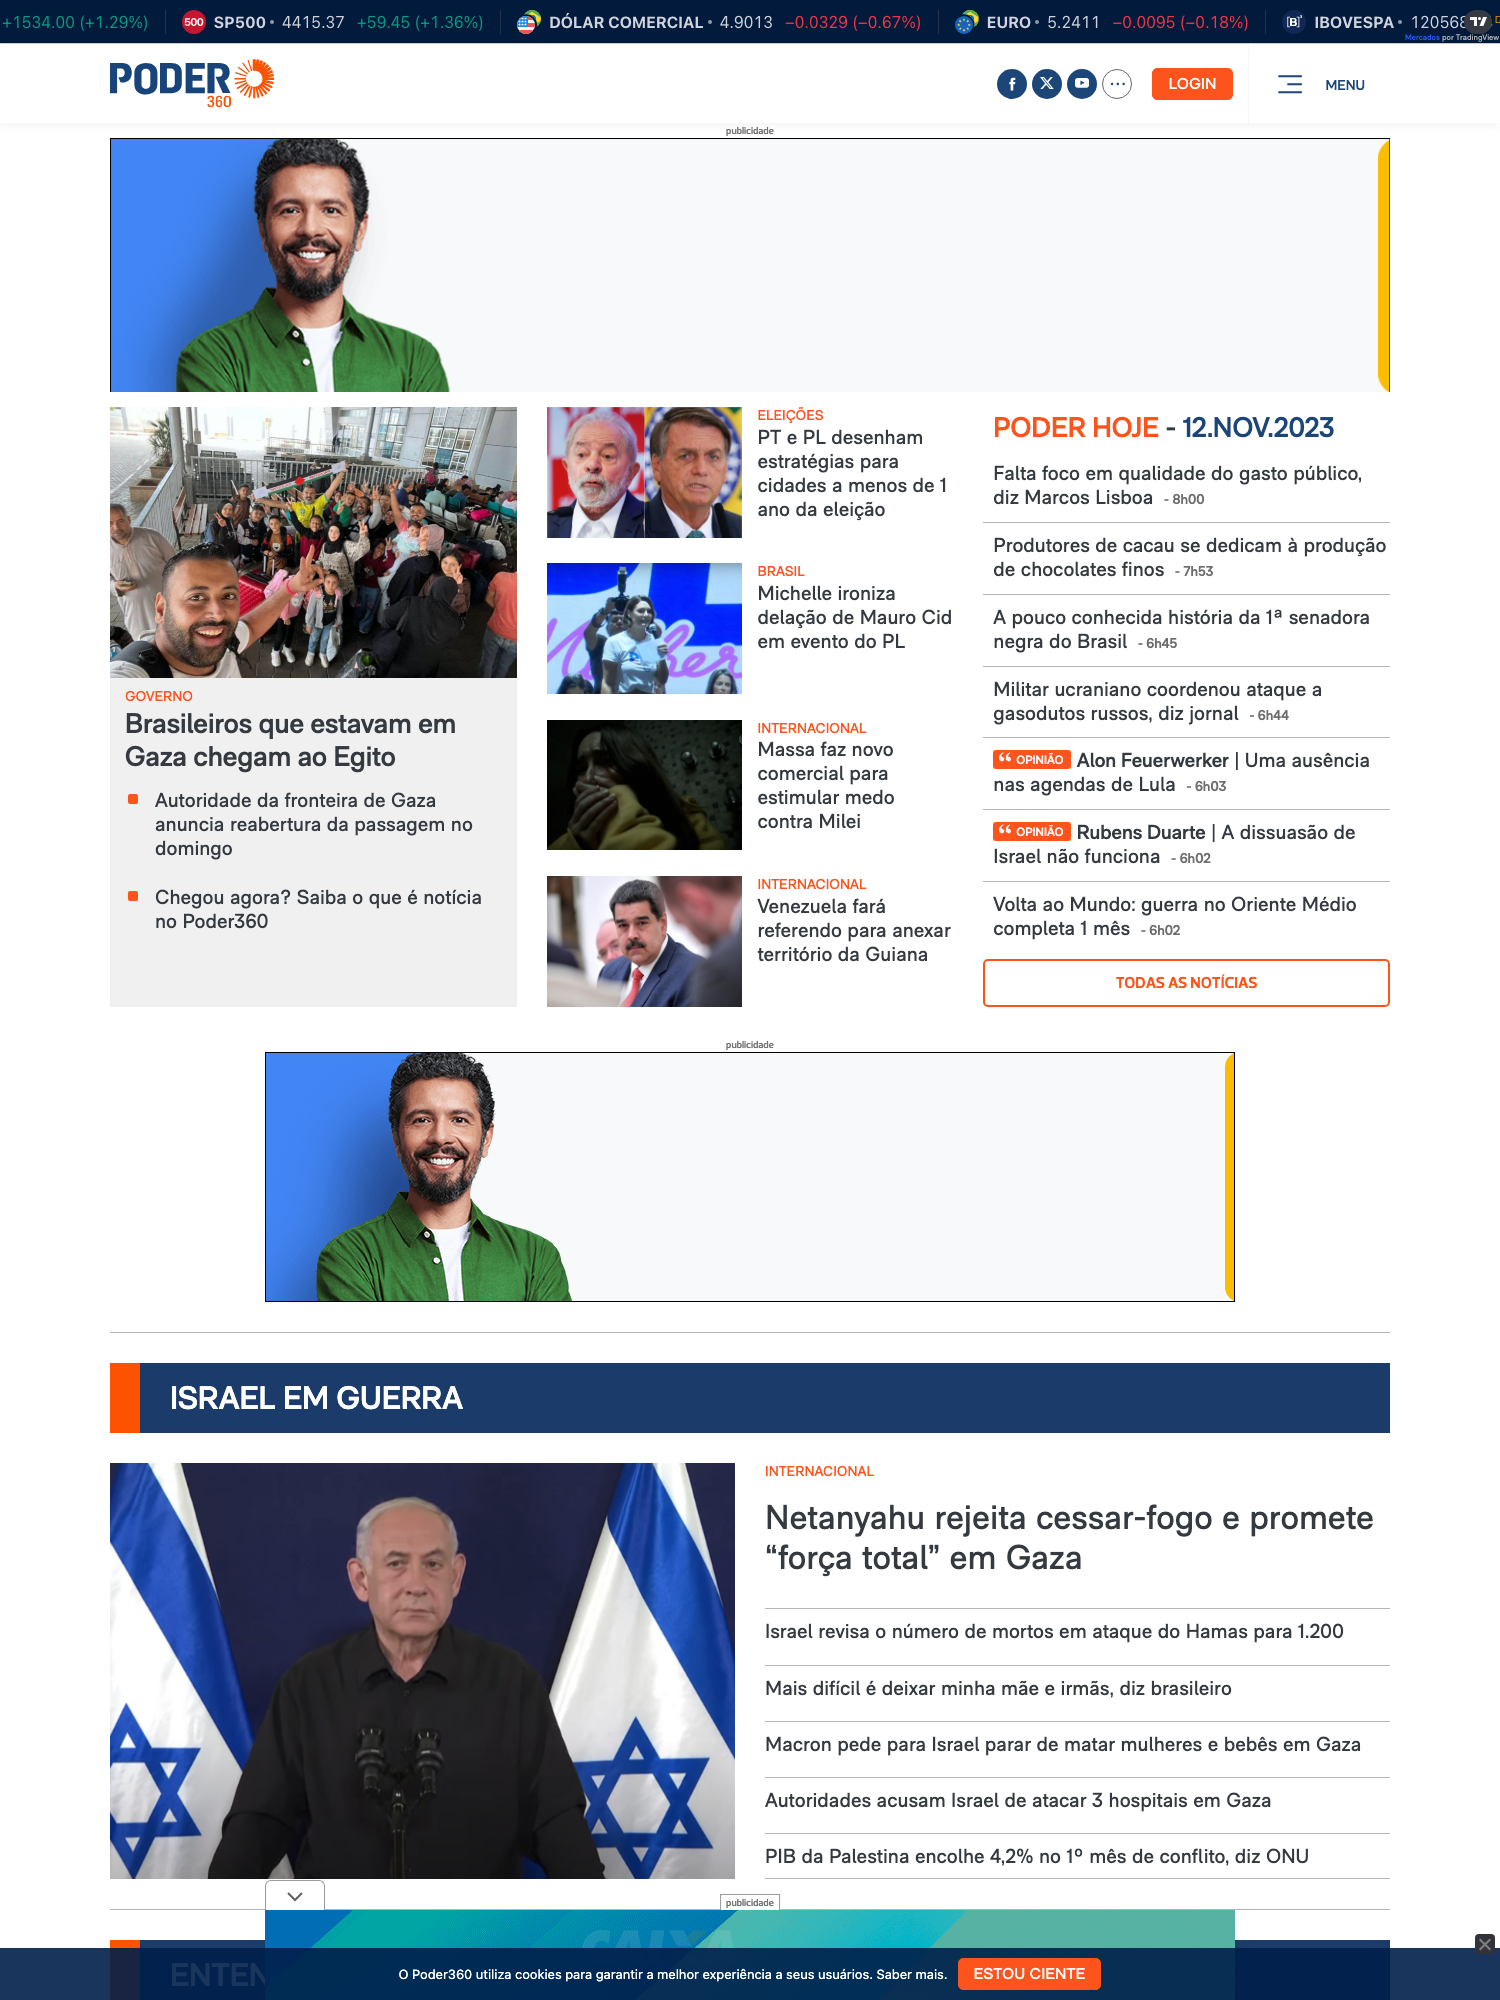 +1534.00 (+1.29%)
500 SP500 • 4415.37 +59.45 (+1.36%)
DÓLAR COMERCIAL • 4.9013 −0.0329 (−0.67%)
EURO • 5.2411 −0.0095 (−0.18%)
B IBOVESPA • 12056
Mercados por TradingView
PODER
360
LOGIN
MENU
publicidade
GOVERNO
Brasileiros que estavam em
Gaza chegam ao Egito
Autoridade da fronteira de Gaza
anuncia reabertura da passagem no
domingo
Chegou agora? Saiba o que é notícia
no Poder360
ELEIÇÕES
PT e PL desenham
estratégias para
cidades a menos de 1
ano da eleição
BRASIL
Michelle ironiza
delação de Mauro Cid
em evento do PL
INTERNACIONAL
Massa faz novo
comercial para
estimular medo
contra Milei
INTERNACIONAL
Venezuela fará
referendo para anexar
território da Guiana
PODER HOJE - 12.NOV.2023
Falta foco em qualidade do gasto público,
diz Marcos Lisboa - 8h00
Produtores de cacau se dedicam à produção
de chocolates finos - 7h53
A pouco conhecida história da 1ª senadora
negra do Brasil - 6h45
Militar ucraniano coordenou ataque a
gasodutos russos, diz jornal - 6h44
“ OPINIÃO Alon Feuerwerker | Uma ausência
nas agendas de Lula - 6h03
“ OPINIÃO Rubens Duarte | A dissuasão de
Israel não funciona - 6h02
Volta ao Mundo: guerra no Oriente Médio
completa 1 mês - 6h02
TODAS AS NOTÍCIAS
publicidade
ISRAEL EM GUERRA
INTERNACIONAL
Netanyahu rejeita cessar-fogo e promete
“força total” em Gaza
Israel revisa o número de mortos em ataque do Hamas para 1.200
Mais difícil é deixar minha mãe e irmãs, diz brasileiro
Macron pede para Israel parar de matar mulheres e bebês em Gaza
Autoridades acusam Israel de atacar 3 hospitais em Gaza
PIB da Palestina encolhe 4,2% no 1º mês de conflito, diz ONU
publicidade
CAIXA
ENTEN
O Poder360 utiliza cookies para garantir a melhor experiência a seus usuários. Saber mais.
ESTOU CIENTE